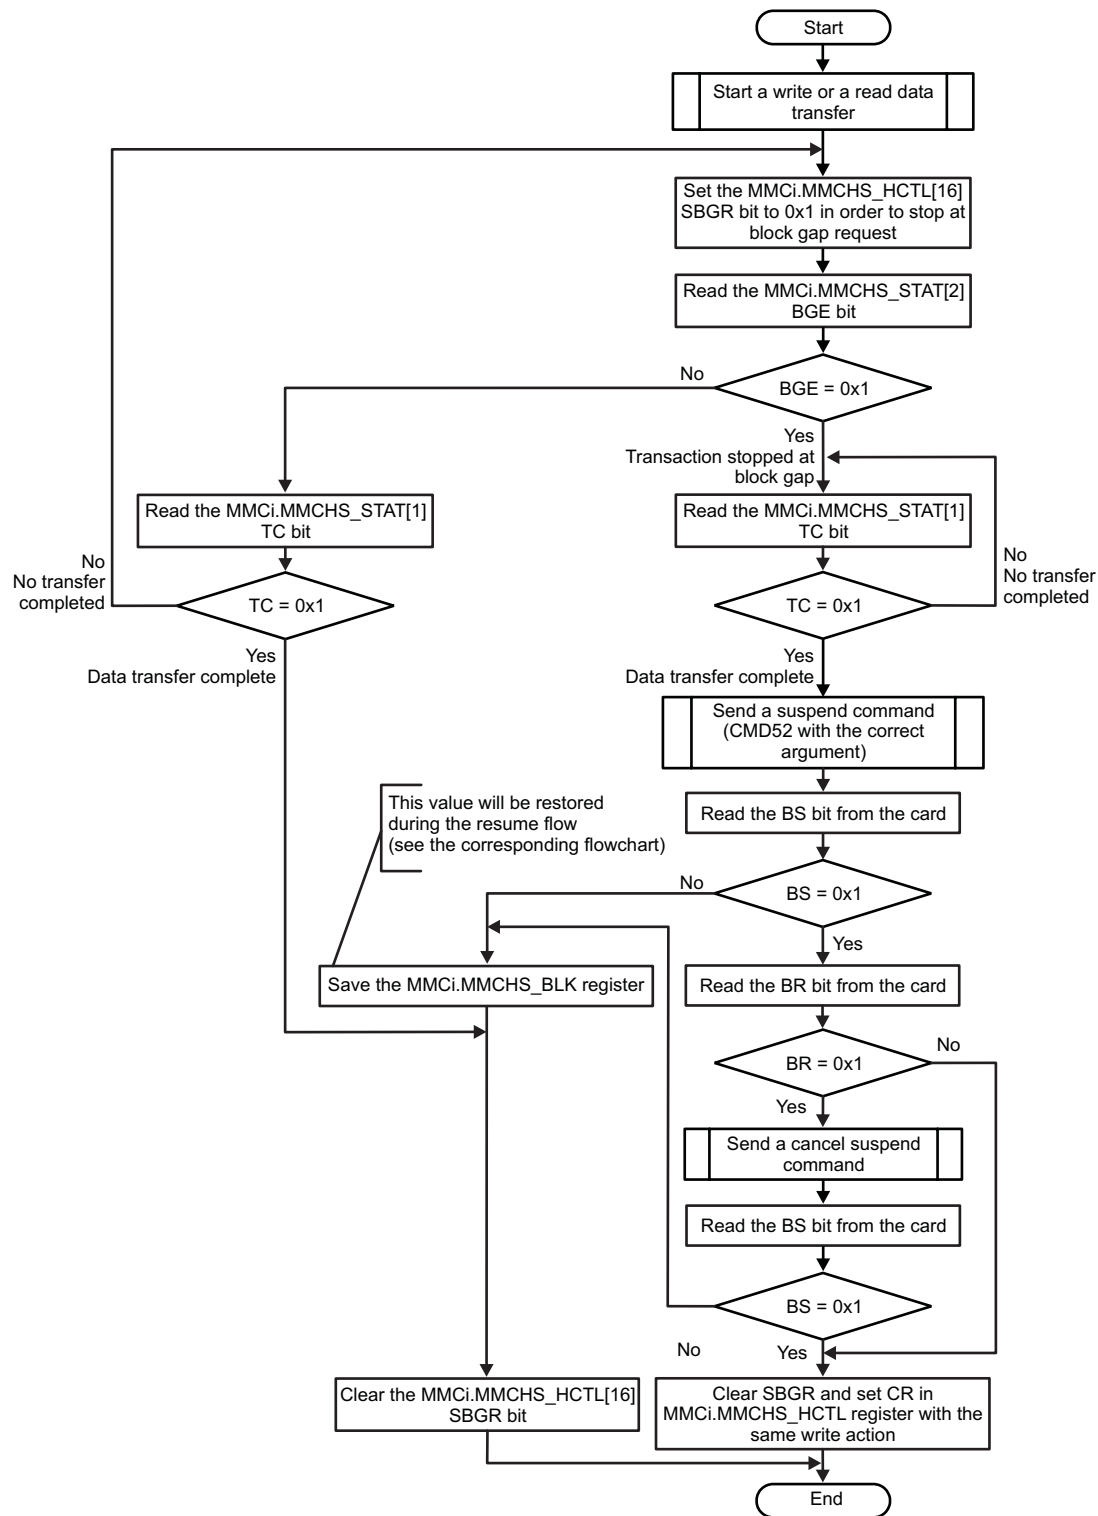 Start
Start a write or a read data
transfer
Set the MMCi.MMCHS_HCTL[16]
SBGR bit to 0x1 in order to stop at
block gap request
Read the MMCi.MMCHS_STAT[2]
BGE bit
No
BGE = 0x1
Yes
Transaction stopped at
block gap
Read the MMCi.MMCHS_STAT[1]
TC bit
Read the MMCi.MMCHS_STAT[1]
TC bit
No
No transfer
completed
TC = 0x1
TC = 0x1
No
No transfer
completed
Yes
Data transfer complete
Yes
Data transfer complete
Send a suspend command
(CMD52 with the correct
argument)
This value will be restored
during the resume flow
(see the corresponding flowchart)
Read the BS bit from the card
No
BS = 0x1
Yes
Save the MMCi.MMCHS_BLK register
Read the BR bit from the card
BR = 0x1
No
Yes
Send a cancel suspend
command
Read the BS bit from the card
BS = 0x1
No
Yes
Clear the MMCi.MMCHS_HCTL[16]
SBGR bit
Clear SBGR and set CR in
MMCi.MMCHS_HCTL register with the
same write action
End